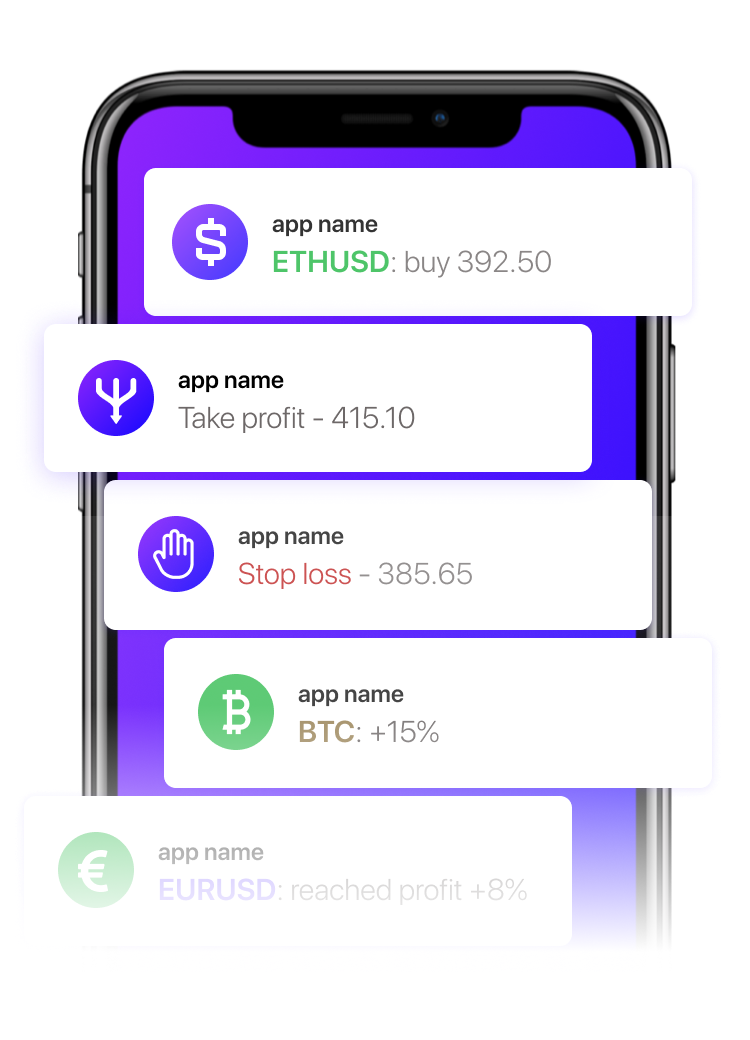 app name
ETHUSD: buy 392.50
app name
Take profit - 415.10
app name
Stop loss - 385.65
app name
BTC: +15%
app name
EURUSD: reached profit +8%